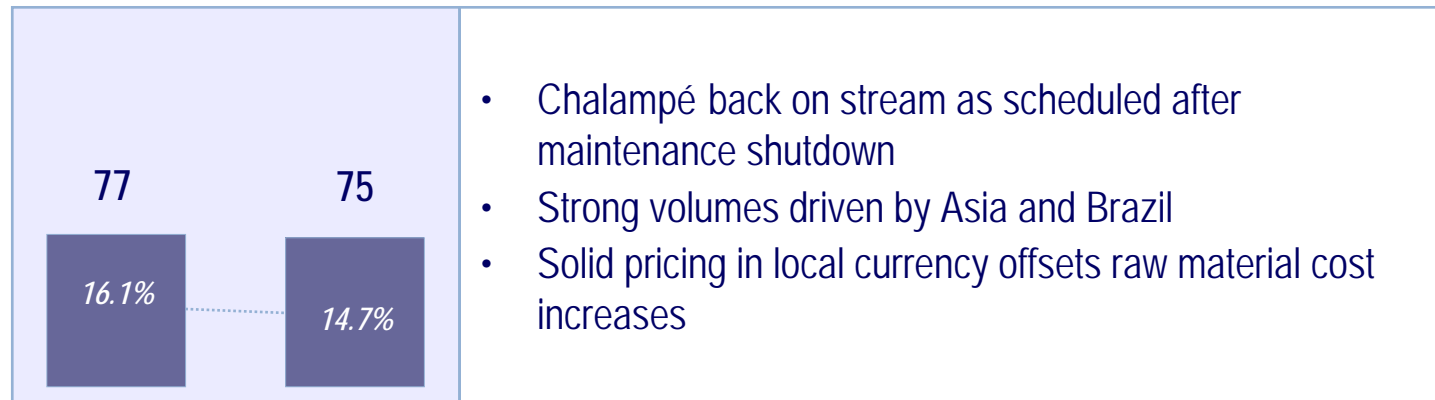 77 75
16.1%
14.7%
• Chalampé back on stream as scheduled after
maintenance shutdown
• Strong volumes driven by Asia and Brazil
• Solid pricing in local currency offsets raw material cost
increases